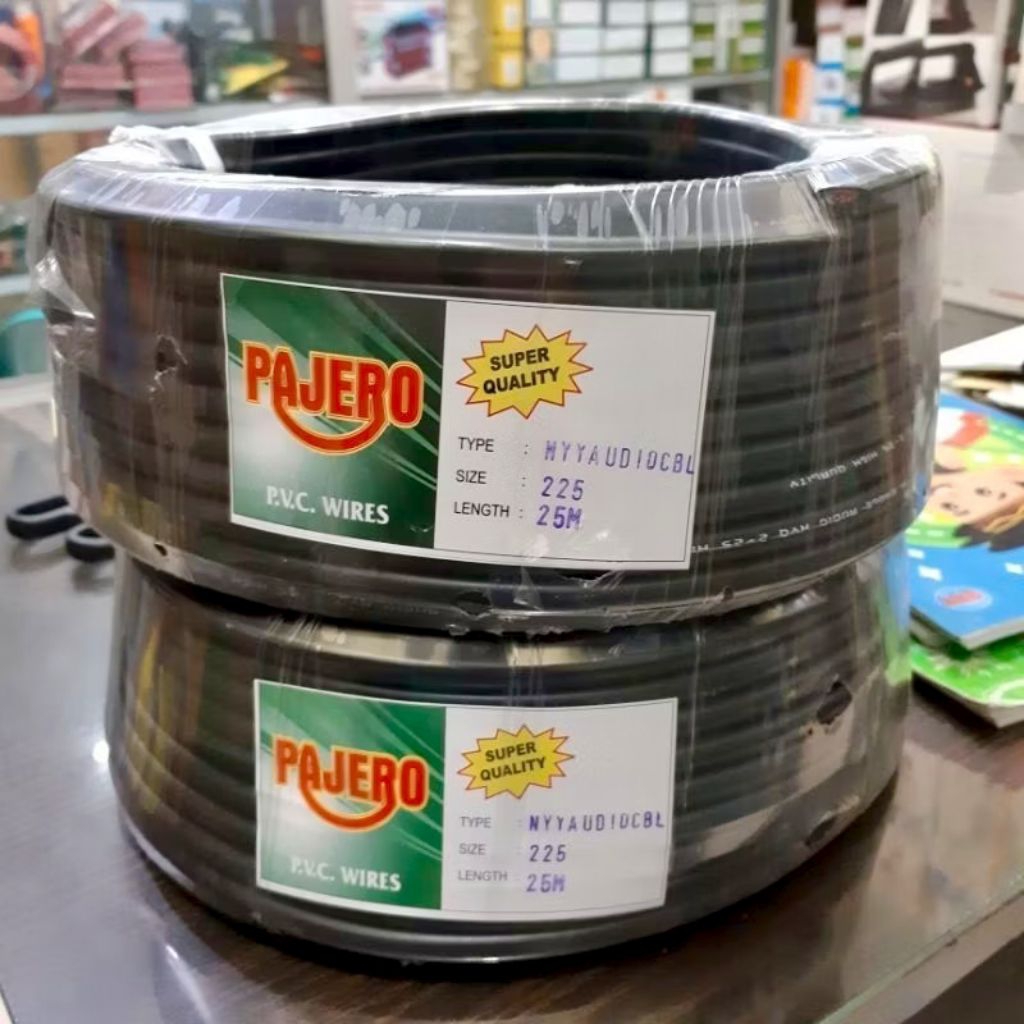 PAJERO
P.V.C. WIRES
SUPER
QUALITY
TYPE : NYYAUDIOCBL
SIZE : 225
LENGTH : 25M
PAJERO
P.V.C. WIRES
SUPER
QUALITY
TYPE : NYYAUDIOCBL
SIZE : 225
LENGTH : 25M